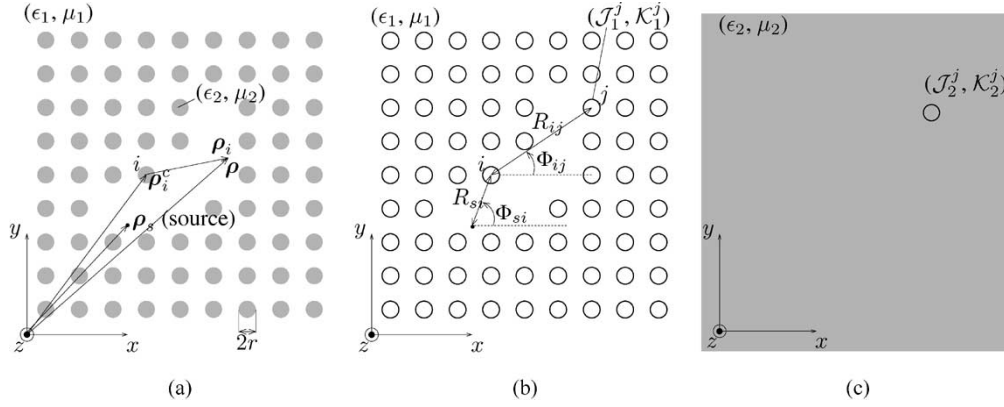 (ϵ₁, μ₁)
(ϵ₂, μ₂)
ρᵢ
i
ρᵢᶜ
ρ
ρₛ (source)
y
z
x
2r
(a)
(ϵ₁, μ₁)
(𝒥₁ʲ, 𝒦₁ʲ)
j
Rᵢⱼ
i
Φᵢⱼ
Rₛᵢ
Φₛᵢ
y
z
x
(b)
(ϵ₂, μ₂)
(𝒥₂ʲ, 𝒦₂ʲ)
y
z
x
(c)